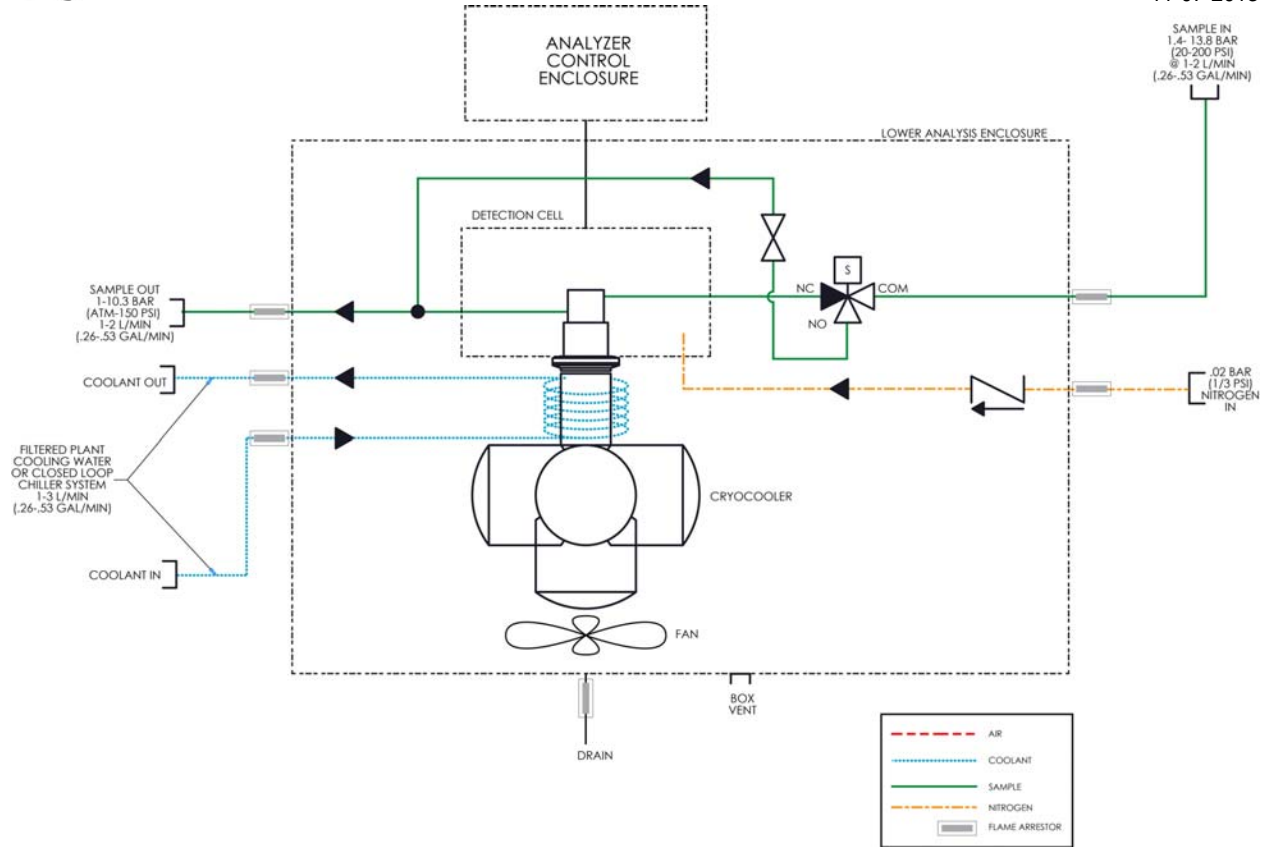 ANALYZER
CONTROL
ENCLOSURE
SAMPLE IN
1.4- 13.8 BAR
(20-200 PSI)
@ 1-2 L/MIN
(.26-.53 GAL/MIN)
LOWER ANALYSIS ENCLOSURE
DETECTION CELL
S
NC
COM
NO
SAMPLE OUT
1-10.3 BAR
(ATM-150 PSI)
1-2 L/MIN
(.26-.53 GAL/MIN)
COOLANT OUT
.02 BAR
(1/3 PSI)
NITROGEN
IN
FILTERED PLANT
COOLING WATER
OR CLOSED LOOP
CHILLER SYSTEM
1-3 L/MIN
(.26-.53 GAL/MIN)
CRYOCOOLER
COOLANT IN
FAN
BOX
VENT
DRAIN
AIR
COOLANT
SAMPLE
NITROGEN
FLAME ARRESTOR